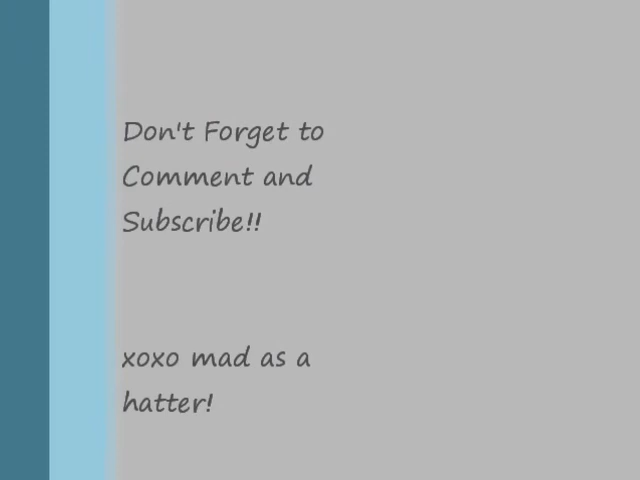 Don't Forget to
Comment and
Subscribe!!
xoxo mad as a
hatter!